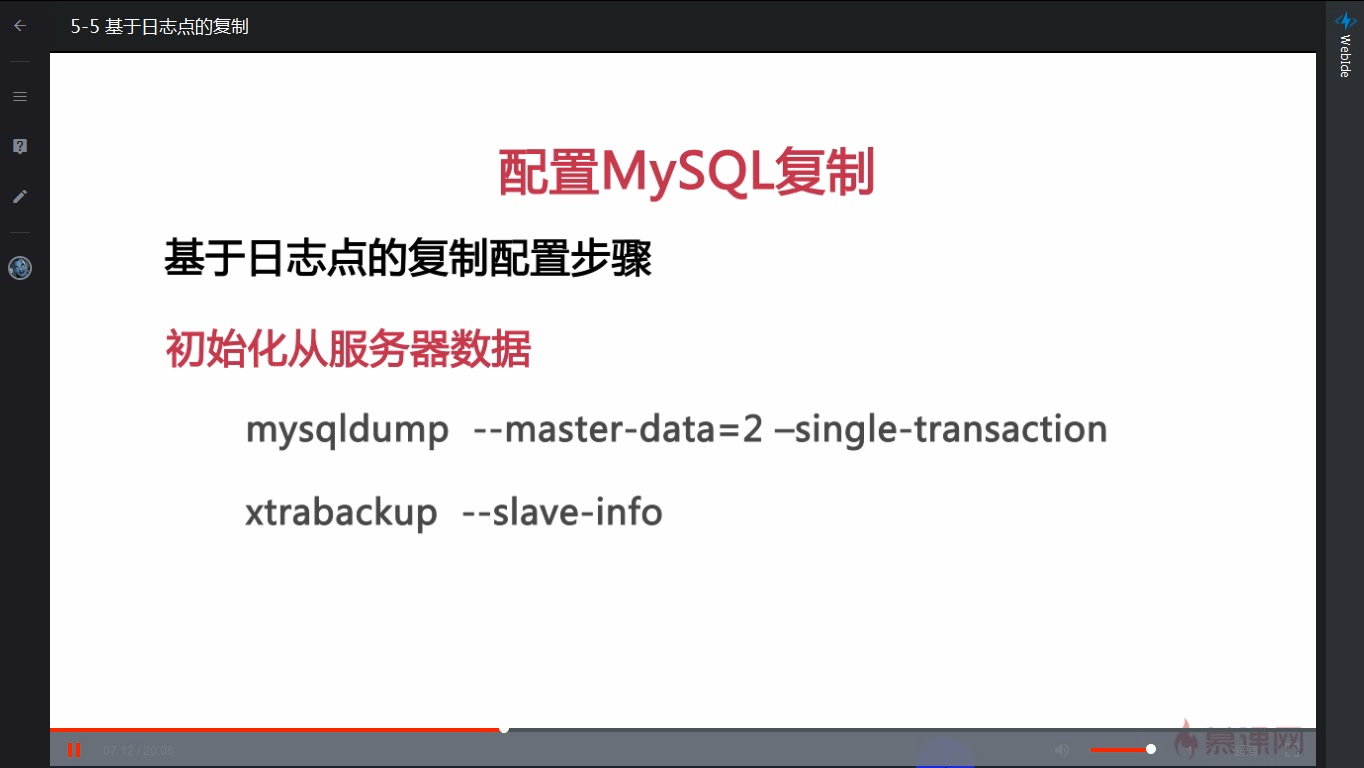 5-5 基于日志点的复制
WebIde
配置MySQL复制
基于日志点的复制配置步骤
初始化从服务器数据
mysqldump --master-data=2 –single-transaction
xtrabackup --slave-info
07:12 / 20:06
慕课网